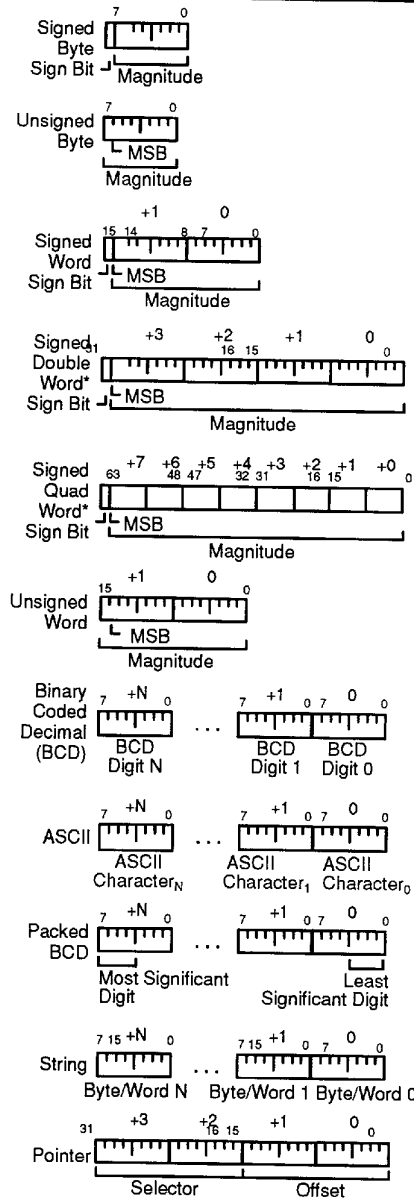 7 0
Signed
Byte
Sign Bit
Magnitude
7 0
Unsigned
Byte
MSB
Magnitude
+1 0
15 14 8 7 0
Signed
Word
Sign Bit
MSB
Magnitude
+3 +2 +1 0
31 16 15 0
Signed
Double
Word*
Sign Bit
MSB
Magnitude
+7 +6 +5 +4 +3 +2 +1 +0
63 48 47 32 31 16 15 0
Signed
Quad
Word*
Sign Bit
MSB
Magnitude
15 +1 0 0
Unsigned
Word
MSB
Magnitude
Binary
Coded
Decimal
(BCD)
7 +N 0 7 +1 0 7 0 0
...
BCD
Digit N
BCD
Digit 1
BCD
Digit 0
7 +N 0 7 +1 0 7 0 0
ASCII
...
ASCII
CharacterN
ASCII
Character1
ASCII
Character0
7 +N 0 7 +1 0 7 0 0
Packed
BCD
...
Most Significant
Digit
Least
Significant Digit
7 15 +N 0 7 15 +1 0 7 0 0
String
...
Byte/Word N Byte/Word 1 Byte/Word 0
31 +3 +2 +1 0
16 15 0
Pointer
Selector Offset